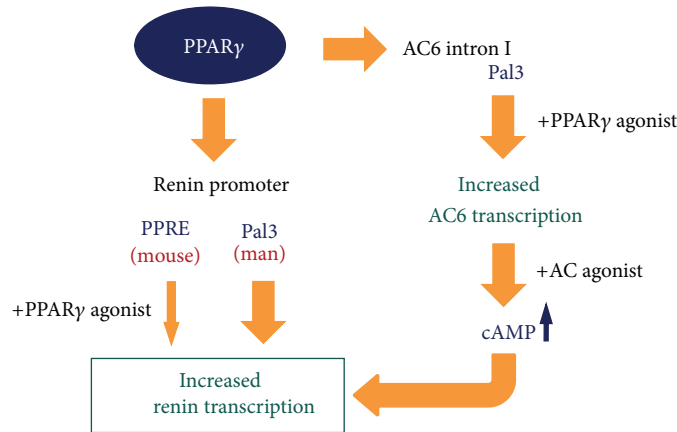 PPARγ
AC6 intron I
Pal3
+PPARγ agonist
Increased
AC6 transcription
+AC agonist
cAMP
Renin promoter
PPRE
(mouse)
Pal3
(man)
+PPARγ agonist
Increased
renin transcription